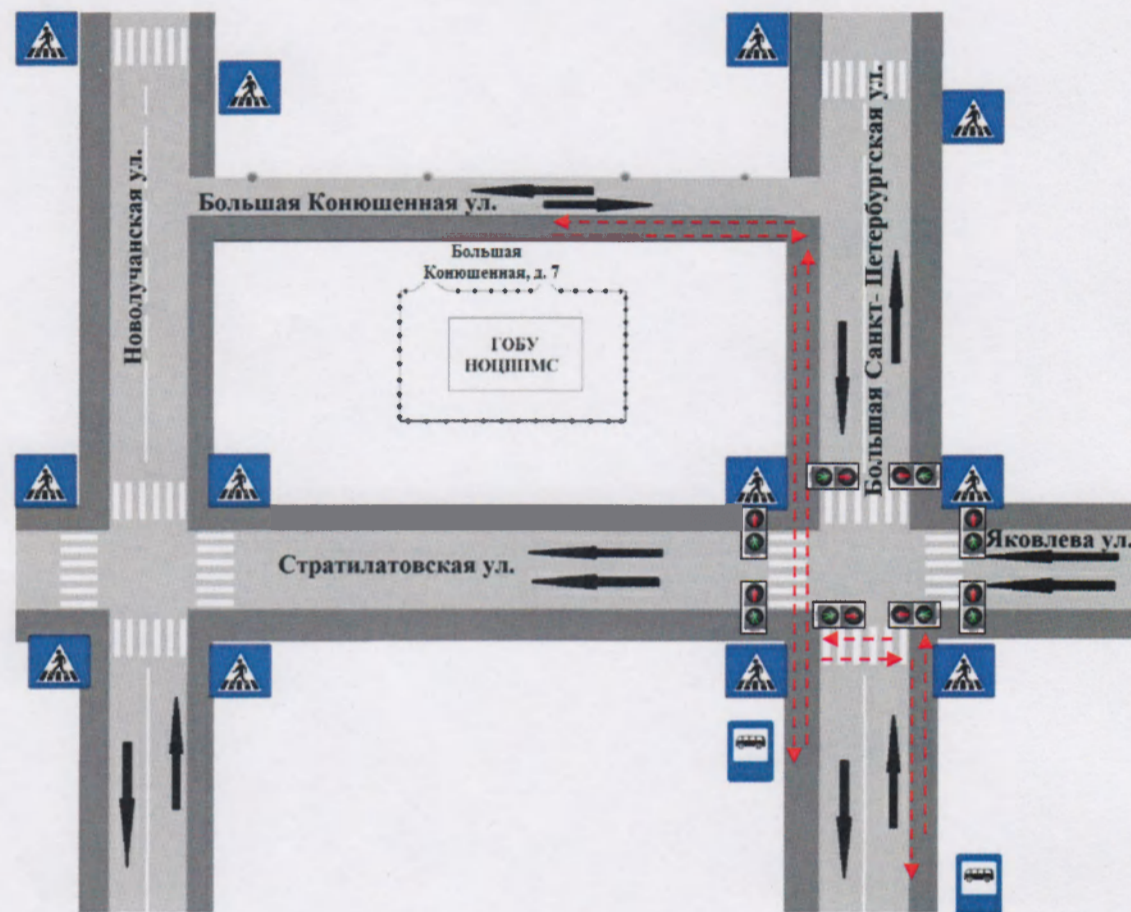 Новолучанская ул.
Большая Конюшенная ул.
Большая
Конюшенная, д. 7
ГОБУ
НОЦППМС
Большая Санкт- Петербургская ул.
Стратилатовская ул.
Яковлева ул.